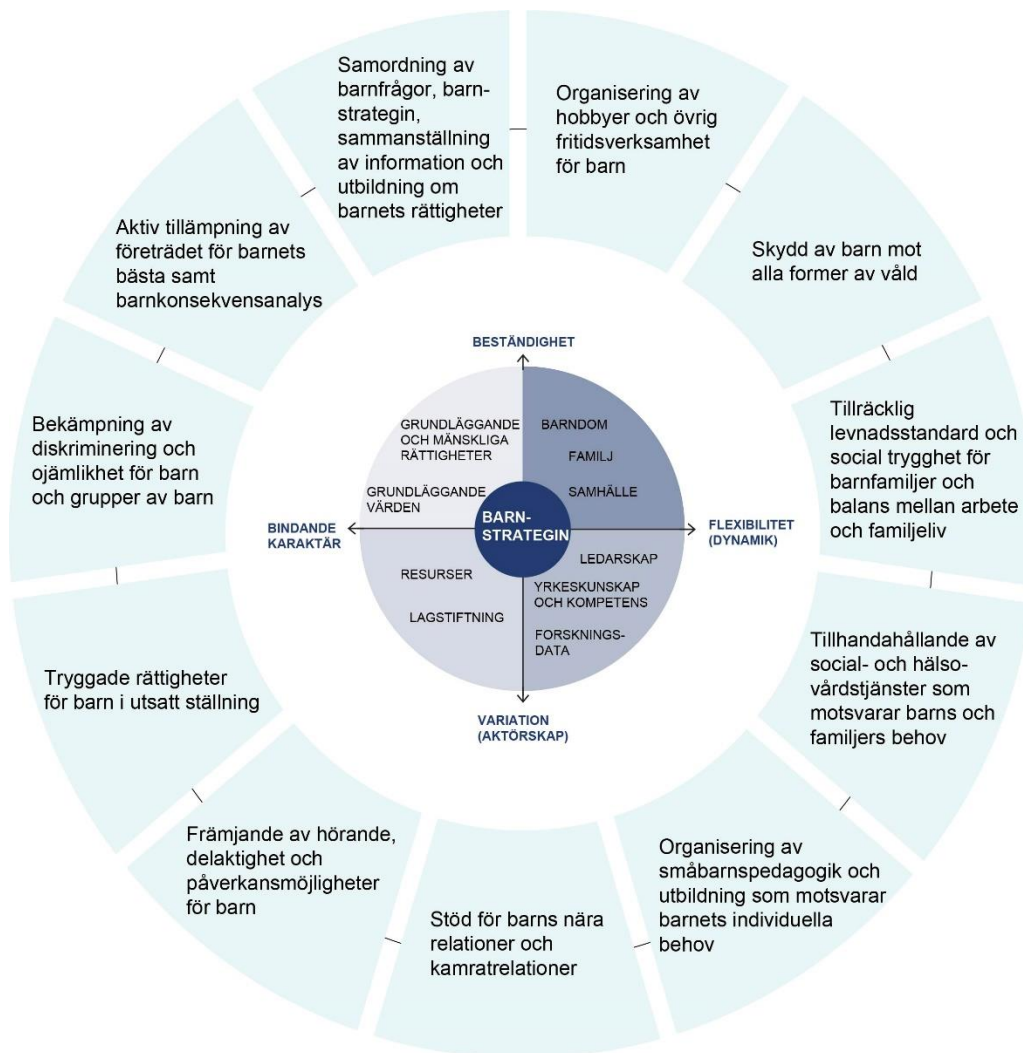 Samordning av
barnfrågor, barn-
strategin,
sammanställning
av information och
utbildning om
barnets rättigheter
Organisering av
hobbyer och övrig
fritidsverksamhet
för barn
Skydd av barn mot
alla former av våld
Tillräcklig
levnadsstandard och
social trygghet för
barnfamiljer och
balans mellan arbete
och familjeliv
Tillhandahållande av
social- och hälso-
vårdstjänster som
motsvarar barns och
familjers behov
Organisering av
småbarnspedagogik och
utbildning som motsvarar
barnets individuella
behov
Stöd för barns nära
relationer och
kamratrelationer
Främjande av hörande,
delaktighet och
påverkansmöjligheter
för barn
Tryggade rättigheter
för barn i utsatt ställning
Bekämpning av
diskriminering och
ojämlikhet för barn
och grupper av barn
Aktiv tillämpning av
företrädet för barnets
bästa samt
barnkonsekvensanalys
BESTÄNDIGHET
GRUNDLÄGGANDE
OCH MÄNSKLIGA
RÄTTIGHETER
GRUNDLÄGGANDE
VÄRDEN
BARNDOM
FAMILJ
SAMHÄLLE
BINDANDE
KARAKTÄR
BARN-
STRATEGIN
FLEXIBILITET
(DYNAMIK)
RESURSER
LAGSTIFTNING
LEDARSKAP
YRKESKUNSKAP
OCH KOMPETENS
FORSKNINGS-
DATA
VARIATION
(AKTÖRSKAP)